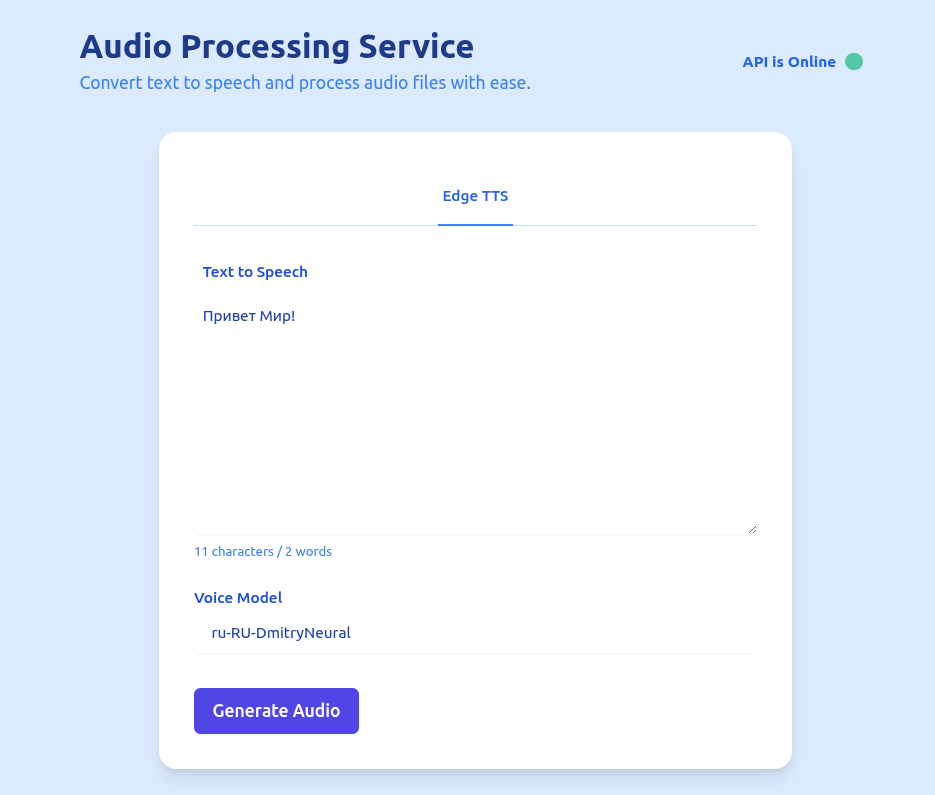 Audio Processing Service
Convert text to speech and process audio files with ease.
API is Online
Edge TTS
Text to Speech
Привет Мир!
11 characters / 2 words
Voice Model
ru-RU-DmitryNeural
Generate Audio